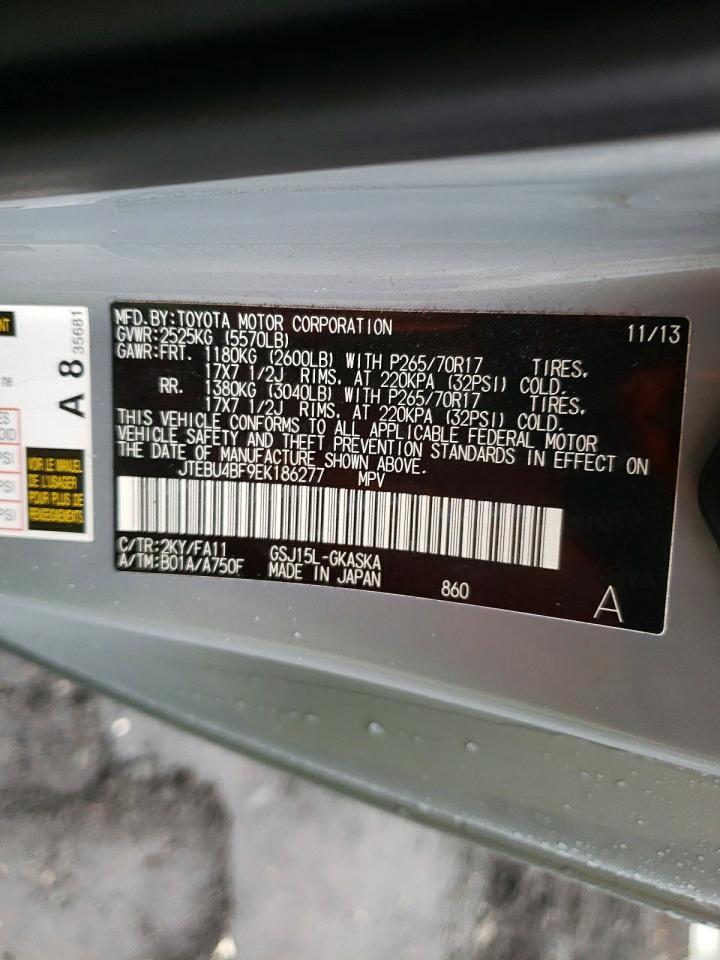 NT
A 8 35681
VOIR LE MANUEL
DE L'USAGER
POUR PLUS DE
RENSEIGNEMENTS
PSI
PSI
PSI
MFD.BY:TOYOTA MOTOR CORPORATION 11/13
GVWR:2525KG (5570LB)
GAWR:FRT. 1180KG (2600LB) WITH P265/70R17 TIRES,
17X7 1/2J RIMS, AT 220KPA (32PSI) COLD.
RR. 1380KG (3040LB) WITH P265/70R17 TIRES,
17X7 1/2J RIMS, AT 220KPA (32PSI) COLD.
THIS VEHICLE CONFORMS TO ALL APPLICABLE FEDERAL MOTOR
VEHICLE SAFETY AND THEFT PREVENTION STANDARDS IN EFFECT ON
THE DATE OF MANUFACTURE SHOWN ABOVE.
JTEBU4BF9EK186277 MPV
C/TR:2KY/FA11 GSJ15L-GKASKA
A/TM:B01A/A750F MADE IN JAPAN 860 A